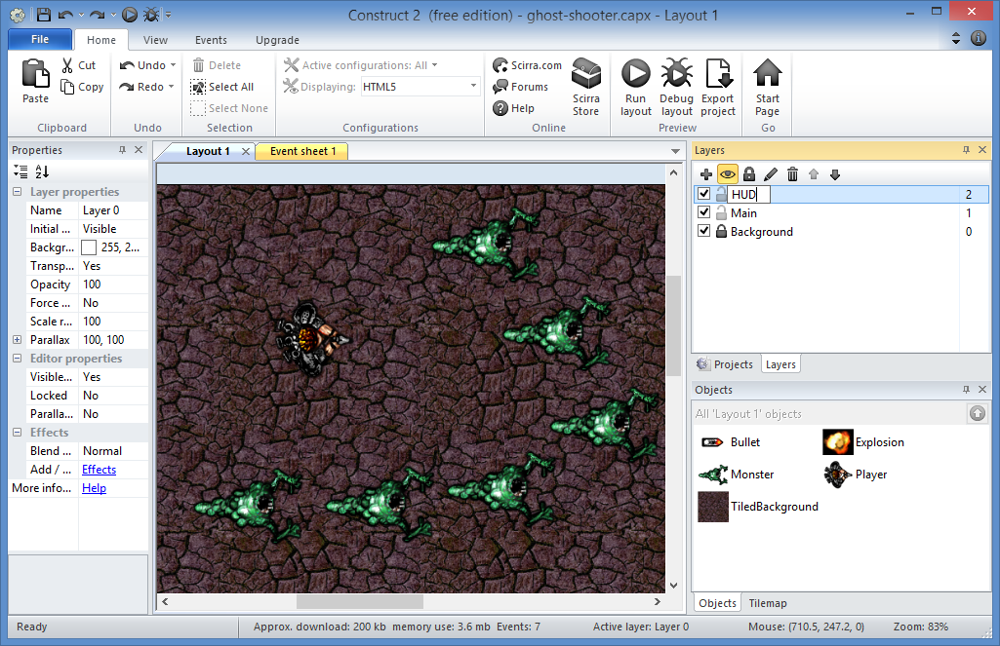 Construct 2 (free edition) - ghost-shooter.capx - Layout 1
File Home View Events Upgrade
Paste
Cut
Copy
Clipboard
Undo
Redo
Undo
Delete
Select All
Select None
Selection
Active configurations: All
Displaying: HTML5
Configurations
Scirra.com
Forums
Help
Scirra
Store
Online
Run
layout
Debug
layout
Export
project
Preview
Start
Page
Go
Properties
Layer properties
Name Layer 0
Initial ... Visible
Backgr... 255, 2...
Transp... Yes
Opacity 100
Force ... No
Scale r... 100
Parallax 100, 100
Editor properties
Visible... Yes
Locked No
Paralla... No
Effects
Blend ... Normal
Add / ... Effects
More info... Help
Layout 1 Event sheet 1
Layers
HUD 2
Main 1
Background 0
Projects Layers
Objects
All 'Layout 1' objects
Bullet Explosion
Monster Player
TiledBackground
Objects Tilemap
Ready Approx. download: 200 kb memory use: 3.6 mb Events: 7 Active layer: Layer 0 Mouse: (710.5, 247.2, 0) Zoom: 83%